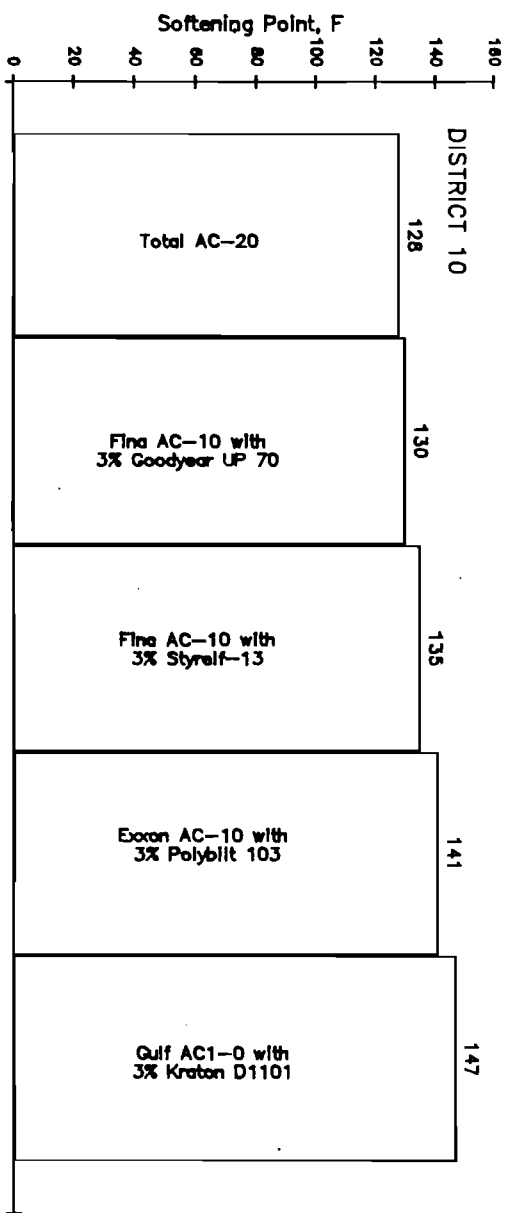 DISTRICT 10
Softening Point, F
160
140
120
100
80
60
40
20
0
128
130
135
141
147
Total AC-20
Fina AC-10 with
3% Goodyear UP 70
Fina AC-10 with
3% Styrelf-13
Exxon AC-10 with
3% Polybilt 103
Gulf AC1-0 with
3% Kraton D1101